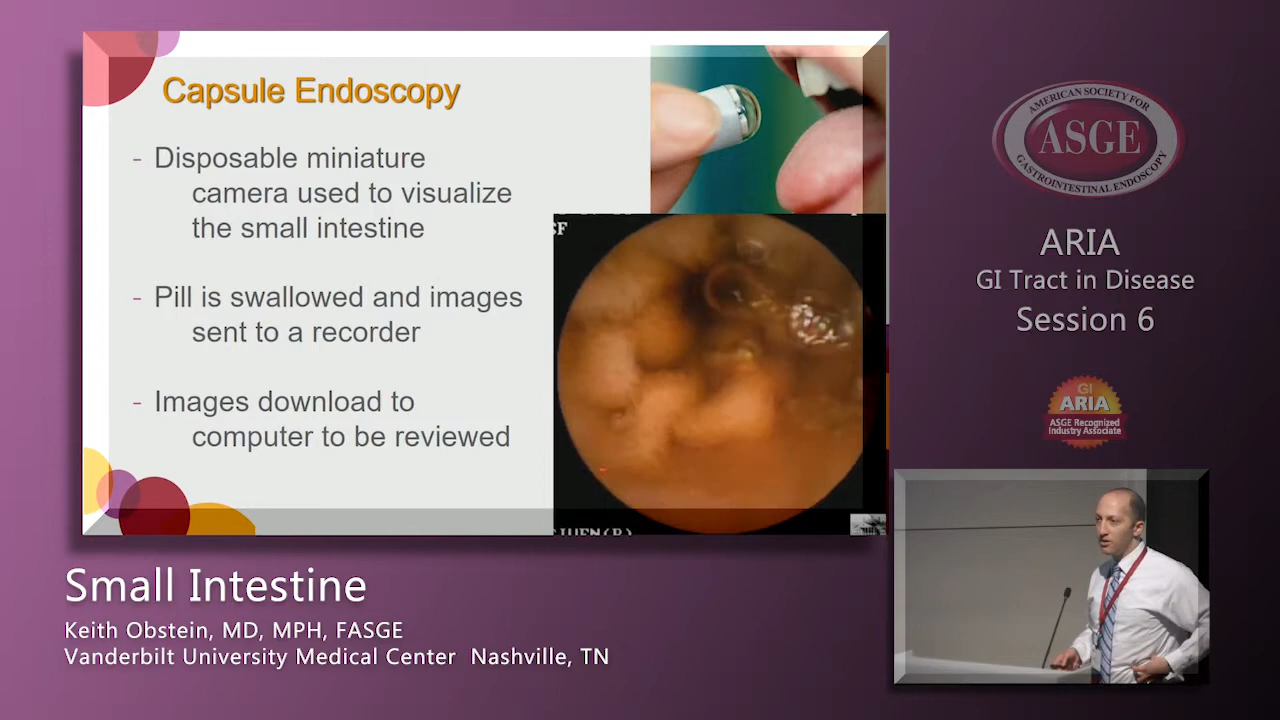 Capsule Endoscopy
- Disposable miniature
camera used to visualize
the small intestine
- Pill is swallowed and images
sent to a recorder
- Images download to
computer to be reviewed
SF
AMERICAN SOCIETY FOR
ASGE
GASTROINTESTINAL ENDOSCOPY
ARIA
GI Tract in Disease
Session 6
GI
ARIA
ASGE Recognized
Industry Associate
Small Intestine
Keith Obstein, MD, MPH, FASGE
Vanderbilt University Medical Center Nashville, TN